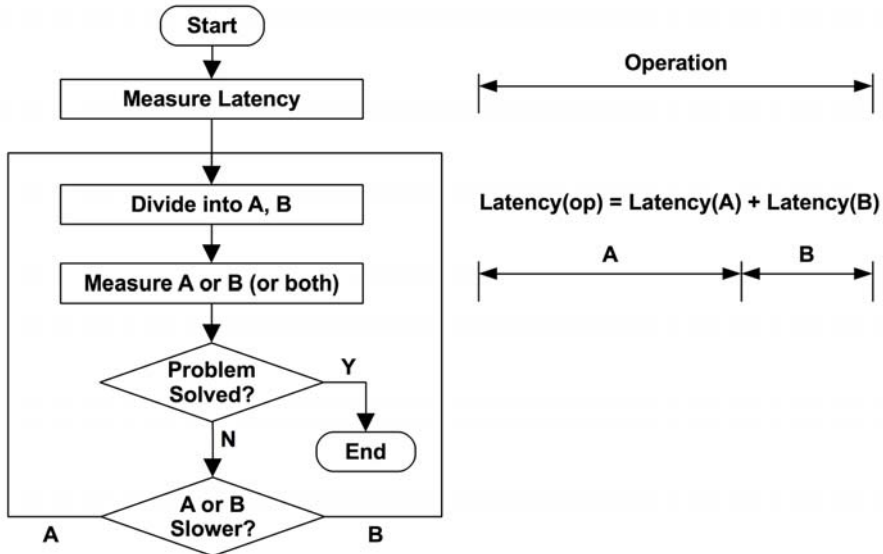 Start
Measure Latency
Divide into A, B
Measure A or B (or both)
Problem
Solved?
Y
N
End
A or B
Slower?
A
B
Operation
Latency(op) = Latency(A) + Latency(B)
A
B